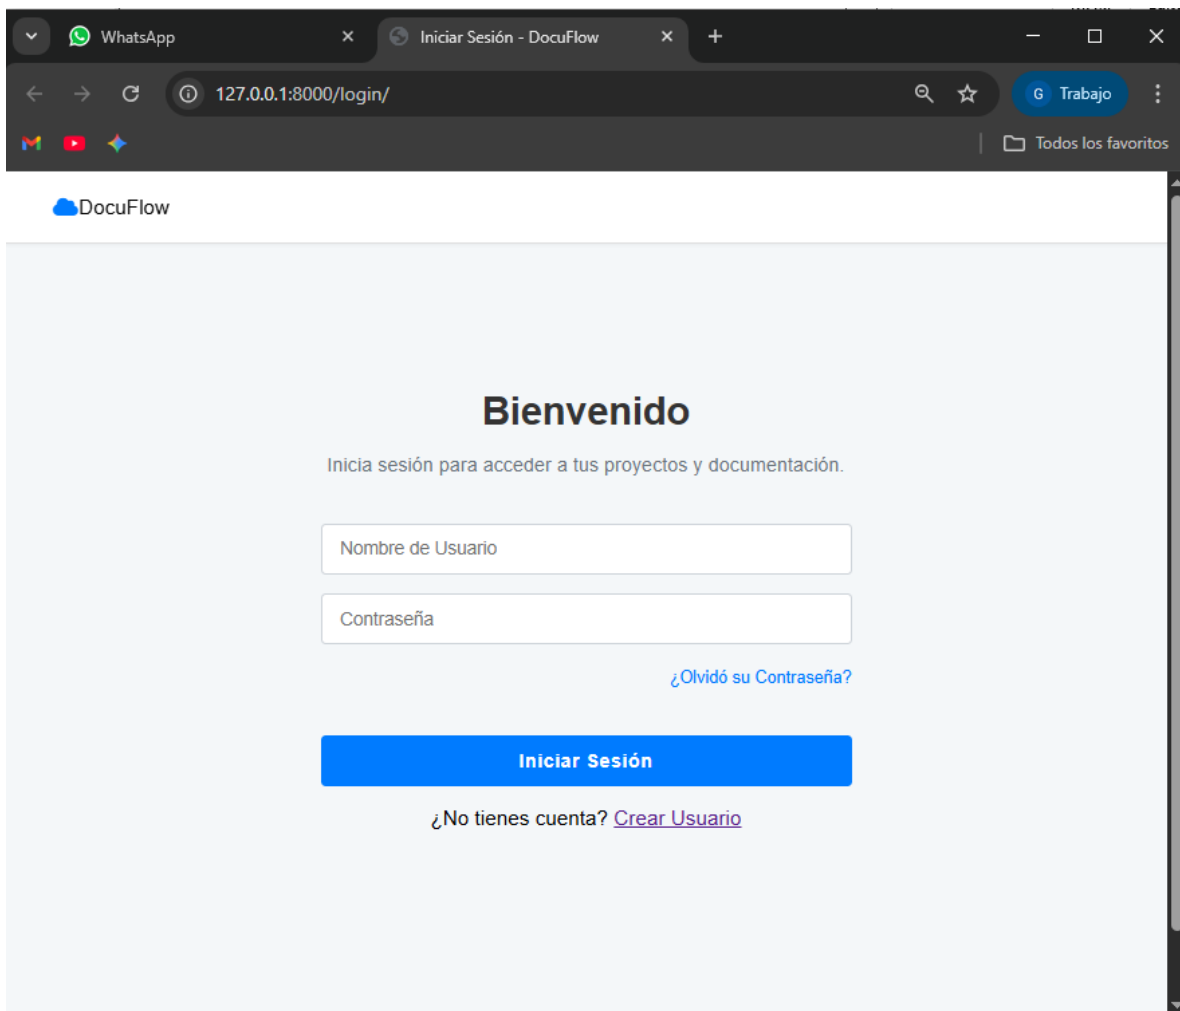 WhatsApp
Iniciar Sesión - DocuFlow
127.0.0.1:8000/login/
G Trabajo
Todos los favoritos
DocuFlow
Bienvenido
Inicia sesión para acceder a tus proyectos y documentación.
Nombre de Usuario
Contraseña
¿Olvidó su Contraseña?
Iniciar Sesión
¿No tienes cuenta? Crear Usuario